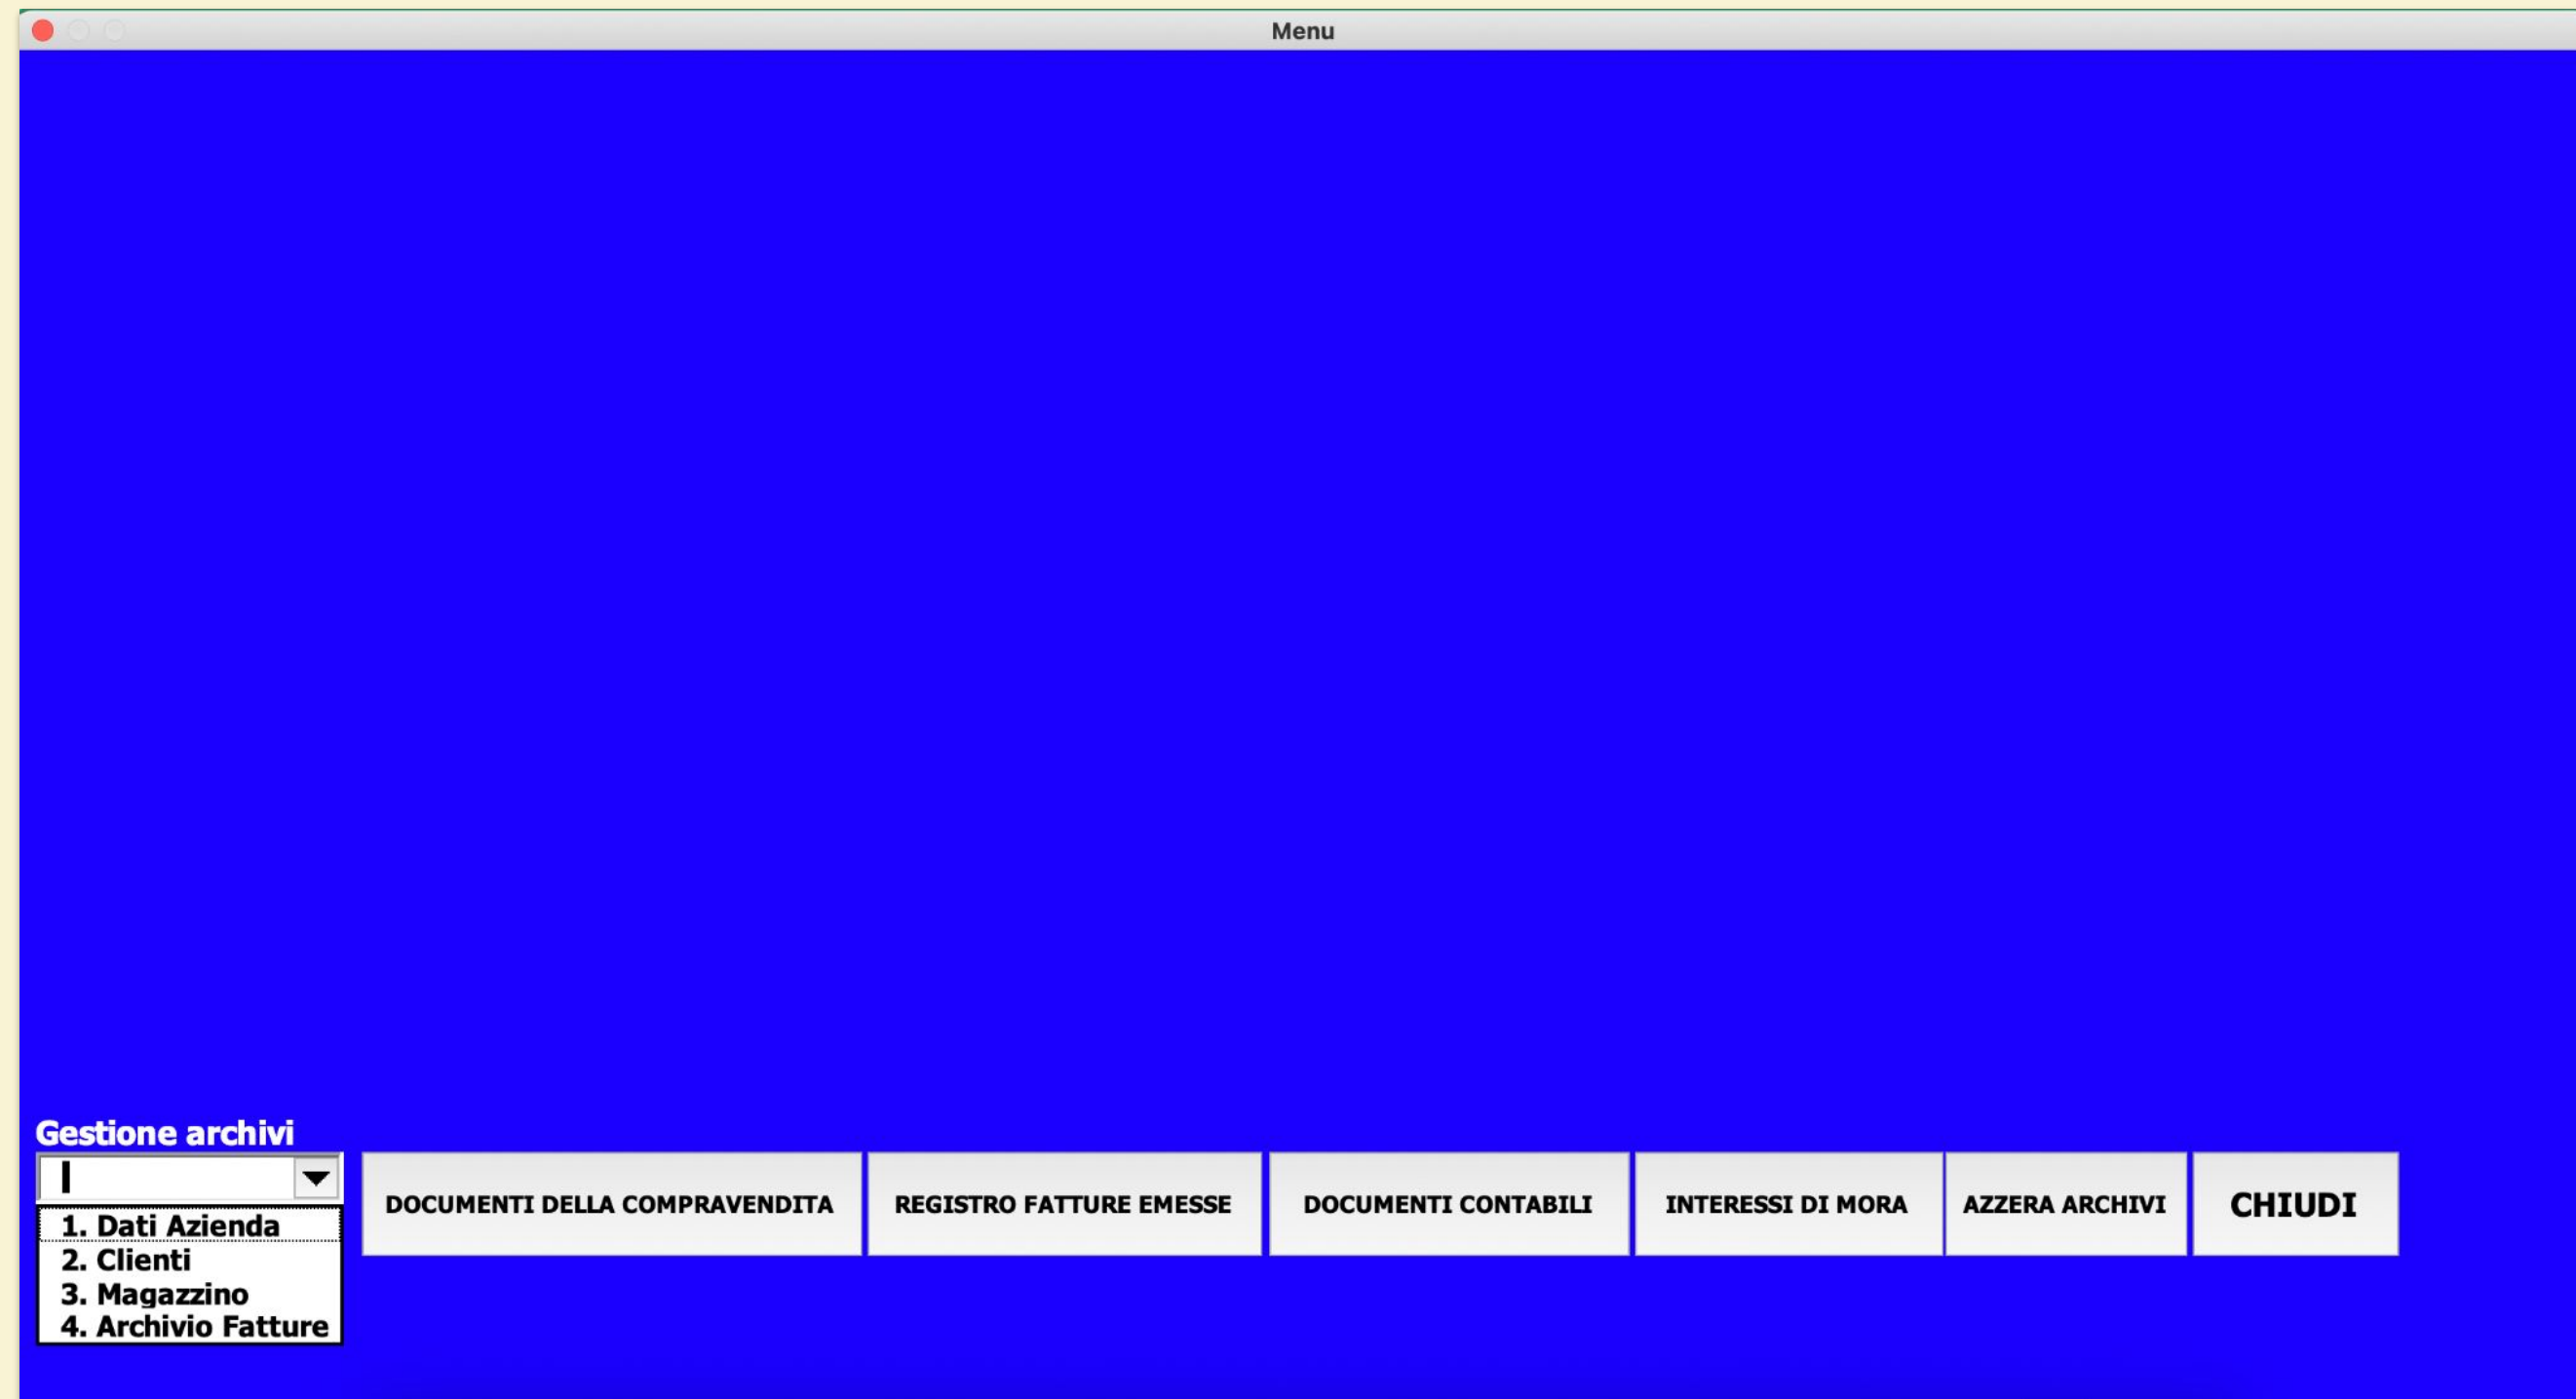 Menu
Gestione archivi
1. Dati Azienda
2. Clienti
3. Magazzino
4. Archivio Fatture
DOCUMENTI DELLA COMPRAVENDITA
REGISTRO FATTURE EMESSE
DOCUMENTI CONTABILI
INTERESSI DI MORA
AZZERA ARCHIVI
CHIUDI